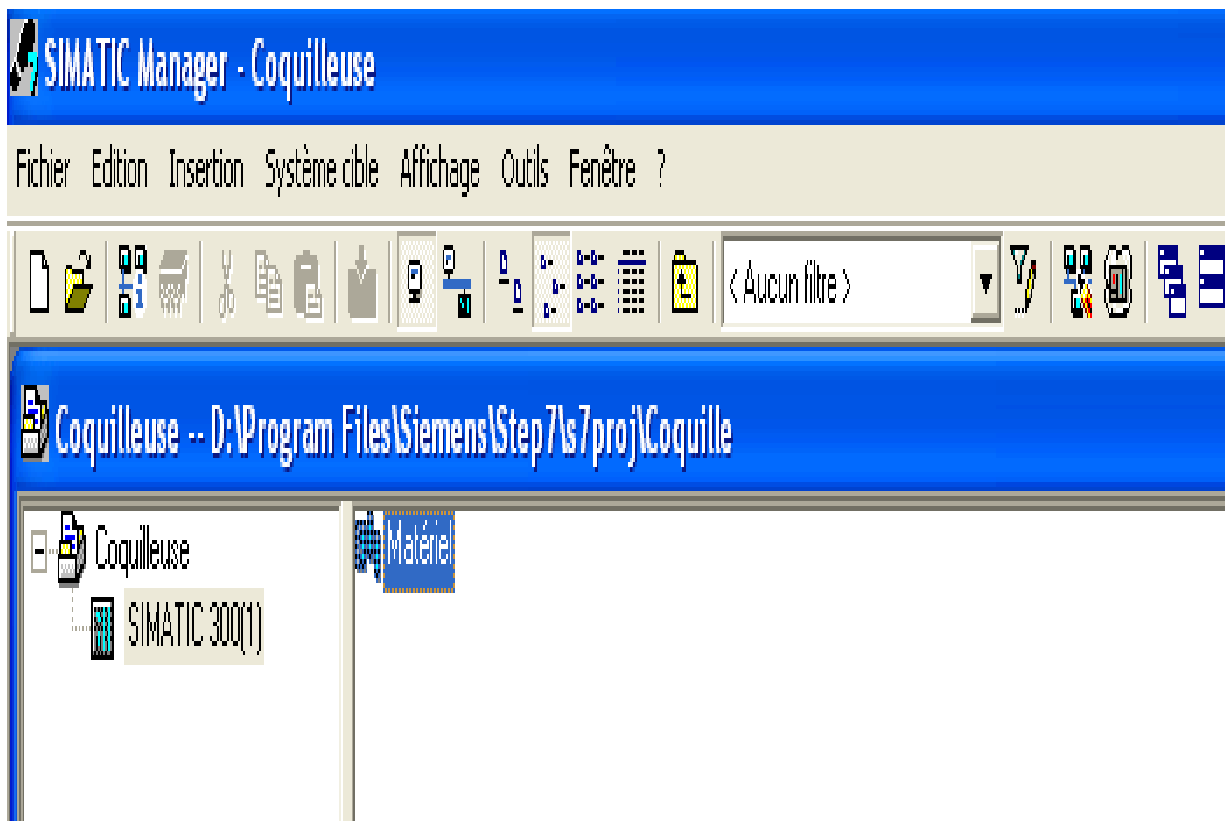 SIMATIC Manager - Coquilleuse
Fichier Edition Insertion Système cible Affichage Outils Fenêtre ?
< Aucun filtre >
Coquilleuse -- D:\Program Files\Siemens\Step7\s7proj\Coquille
Coquilleuse
Matériel
SIMATIC 300(1)